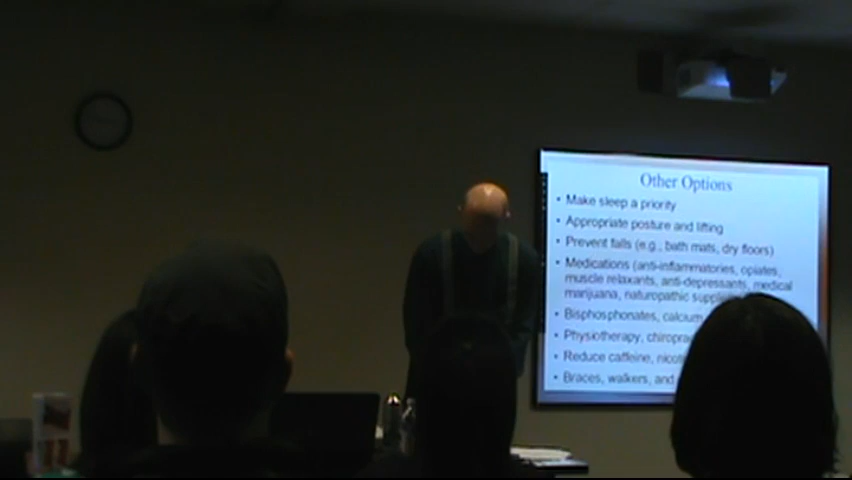 Other Options
• Make sleep a priority
• Appropriate posture and lifting
• Prevent falls (e.g., bath mats, dry floors)
• Medications (anti-inflammatories, opiates,
muscle relaxants, anti-depressants, medical
marijuana, naturopathic
• Bisphosphonates, calcium
• Physiotherapy,
• Reduce caffeine,
• Braces, walkers, and